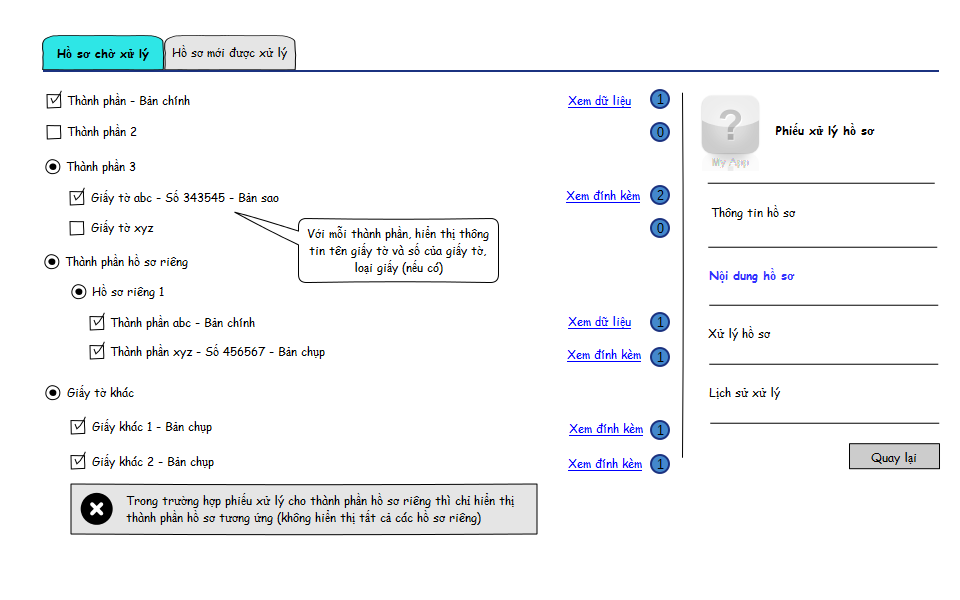 Hồ sơ chờ xử lý
Hồ sơ mới được xử lý
Thành phần - Bản chính
Xem dữ liệu
1
Thành phần 2
0
Thành phần 3
Giấy tờ abc - Số 343545 - Bản sao
Xem đính kèm
2
Giấy tờ xyz
0
Với mỗi thành phần, hiển thị thông
tin tên giấy tờ và số của giấy tờ,
loại giấy (nếu có)
Thành phần hồ sơ riêng
Hồ sơ riêng 1
Thành phần abc - Bản chính
Xem dữ liệu
1
Thành phần xyz - Số 456567 - Bản chụp
Xem đính kèm
1
Giấy tờ khác
Giấy khác 1 - Bản chụp
Xem đính kèm
1
Giấy khác 2 - Bản chụp
Xem đính kèm
1
Trong trường hợp phiếu xử lý cho thành phần hồ sơ riêng thì chỉ hiển thị
thành phần hồ sơ tương ứng (không hiển thị tất cả các hồ sơ riêng)
?
My App
Phiếu xử lý hồ sơ
Thông tin hồ sơ
Nội dung hồ sơ
Xử lý hồ sơ
Lịch sử xử lý
Quay lại